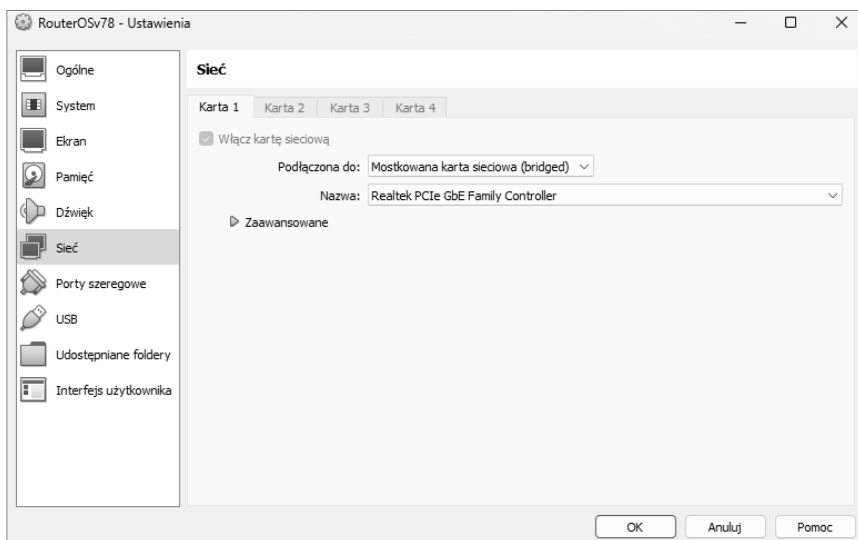 RouterOSv78 - Ustawienia
Ogólne
System
Ekran
Pamięć
Dźwięk
Sieć
Porty szeregowe
USB
Udostępniane foldery
Interfejs użytkownika
Sieć
Karta 1 Karta 2 Karta 3 Karta 4
Włącz kartę sieciową
Podłączona do: Mostkowana karta sieciowa (bridged)
Nazwa: Realtek PCIe GbE Family Controller
Zaawansowane
OK Anuluj Pomoc